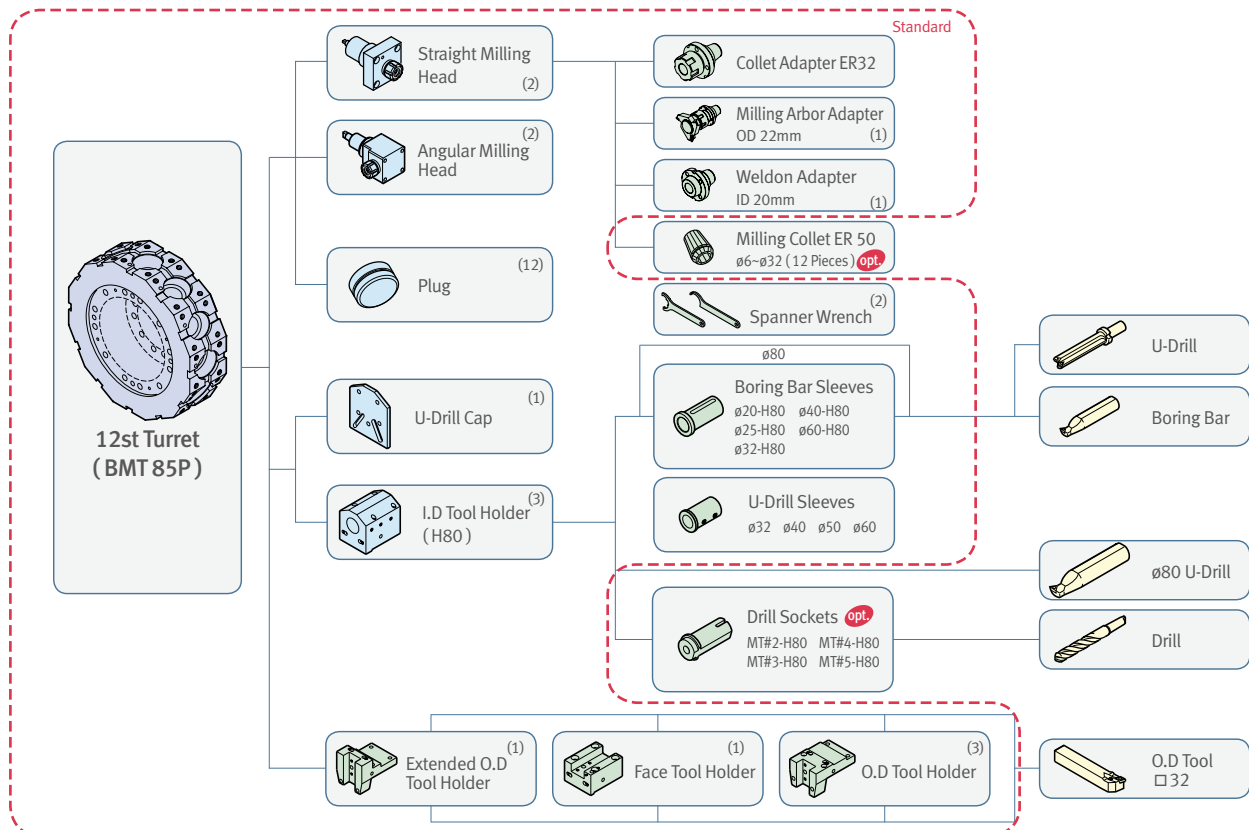 Standard
Straight Milling
Head
(2)
Collet Adapter ER32
Milling Arbor Adapter
OD 22mm
(1)
(2)
Angular Milling
Head
Weldon Adapter
ID 20mm
(1)
Milling Collet ER 50
ø6~ø32 ( 12 Pieces ) opt.
(12)
Plug
(2)
Spanner Wrench
ø80
12st Turret
( BMT 85P )
(1)
U-Drill Cap
Boring Bar Sleeves
ø20-H80 ø40-H80
ø25-H80 ø60-H80
ø32-H80
U-Drill
Boring Bar
(3)
I.D Tool Holder
( H80 )
U-Drill Sleeves
ø32 ø40 ø50 ø60
ø80 U-Drill
Drill Sockets opt.
MT#2-H80 MT#4-H80
MT#3-H80 MT#5-H80
Drill
(1)
Extended O.D
Tool Holder
(1)
Face Tool Holder
(3)
O.D Tool Holder
O.D Tool
□ 32